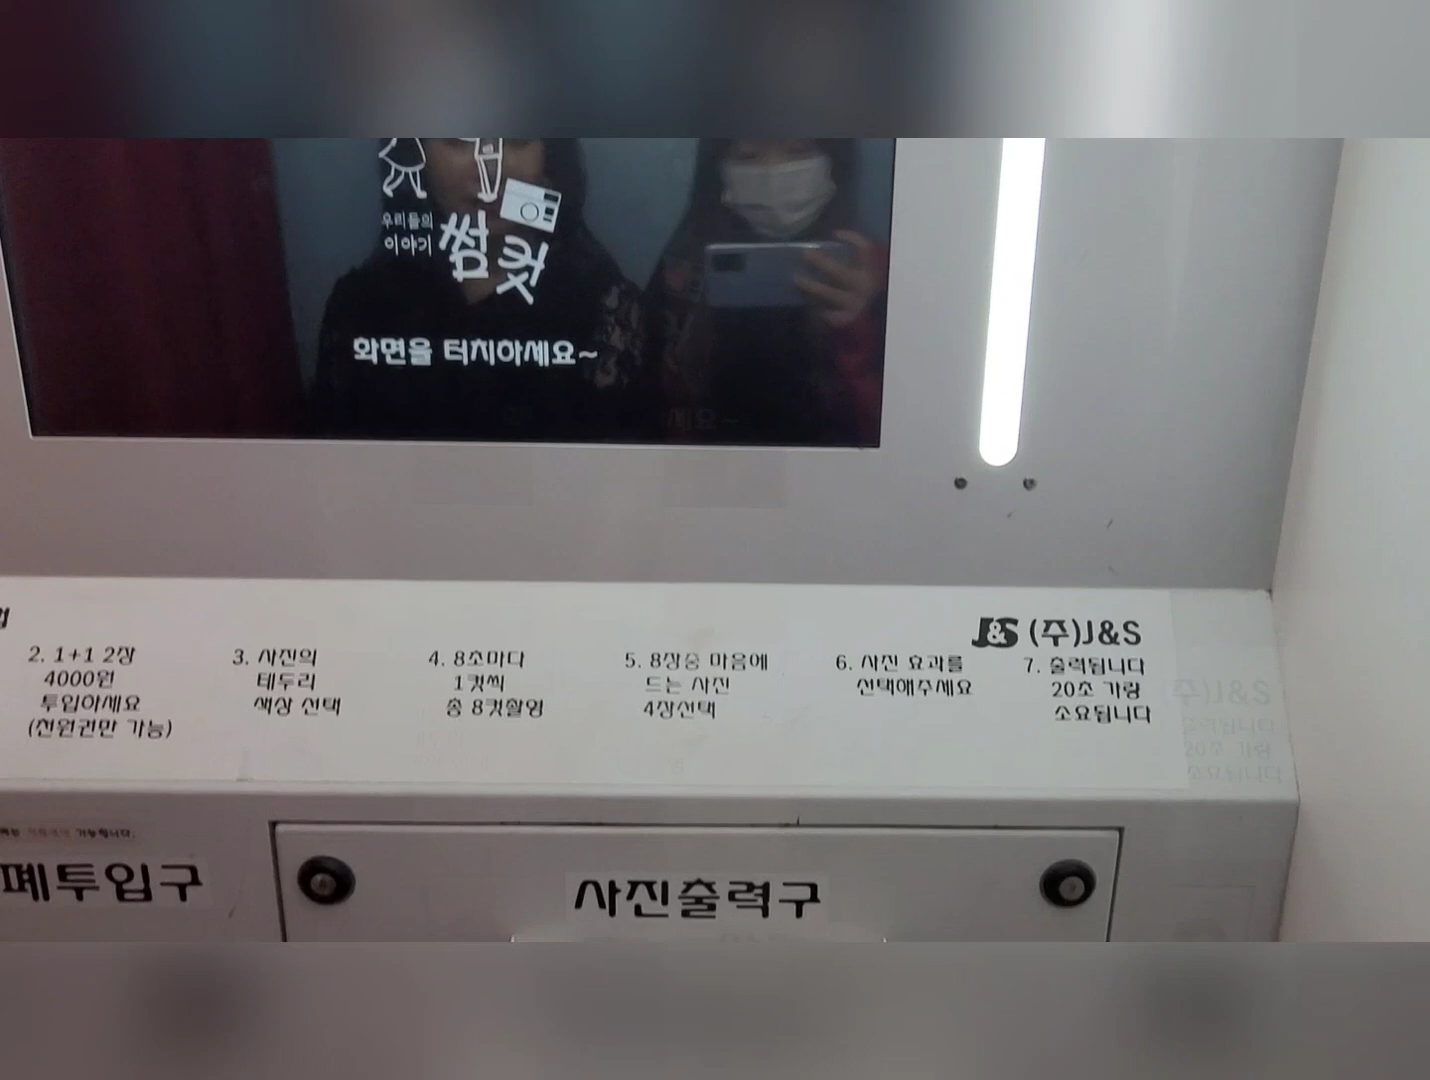 우리들의
이야기
썸컷
화면을 터치하세요~
J&S (주)J&S
2. 1+1 2장
4000원
투입하세요
(천원권만 가능)
3. 사진의
테두리
색상 선택
4. 8초마다
1컷씩
총 8컷촬영
5. 8장중 마음에
드는 사진
4장선택
6. 사진 효과를
선택해주세요
7. 출력됩니다
20초 가량
소요됩니다
가능합니다.
폐투입구
사진출력구